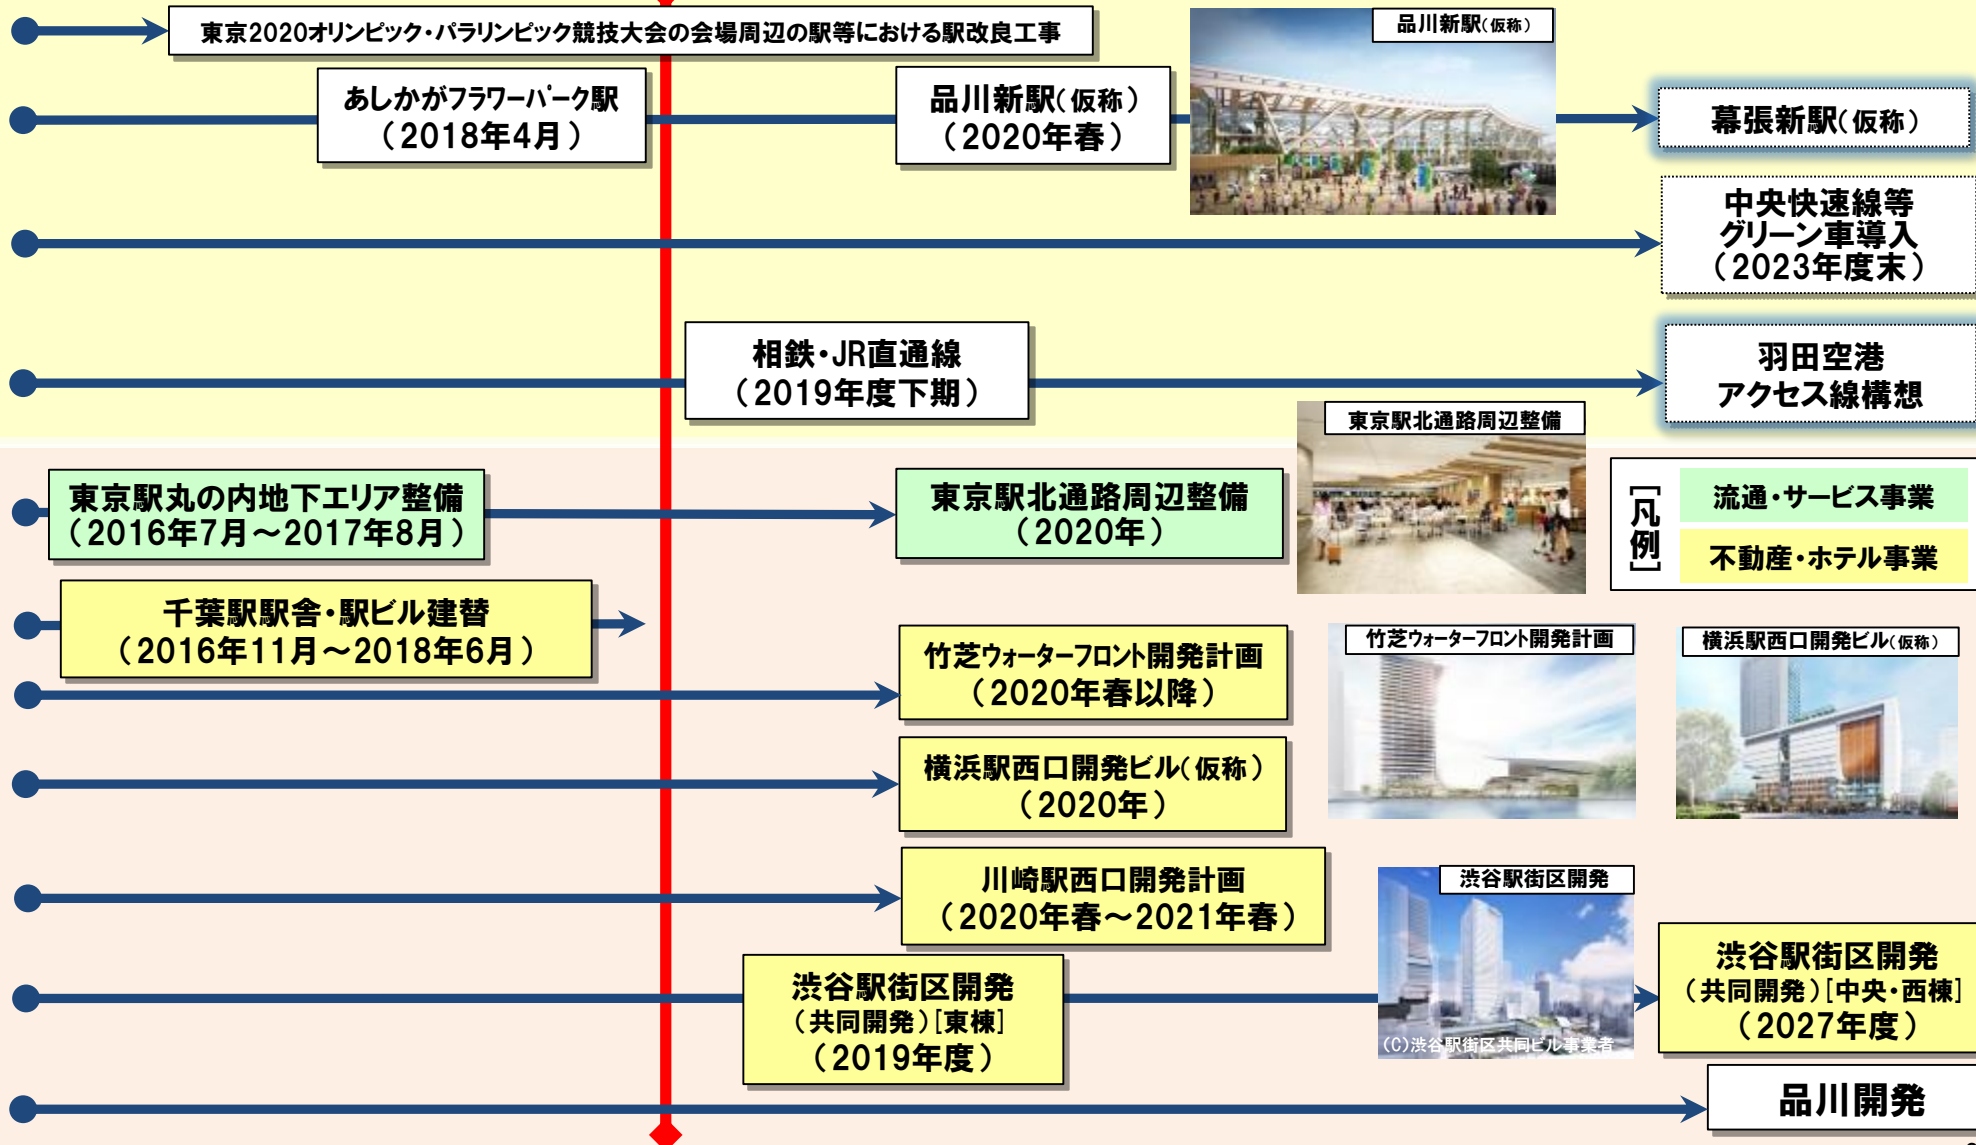 東京2020オリンピック・パラリンピック競技大会の会場周辺の駅等における駅改良工事
品川新駅(仮称)
あしかがフラワーパーク駅
(2018年4月)
品川新駅(仮称)
(2020年春)
幕張新駅(仮称)
中央快速線等
グリーン車導入
(2023年度末)
相鉄・JR直通線
(2019年度下期)
羽田空港
アクセス線構想
東京駅北通路周辺整備
東京駅丸の内地下エリア整備
(2016年7月～2017年8月)
東京駅北通路周辺整備
(2020年)
[凡例]
流通・サービス事業
不動産・ホテル事業
千葉駅駅舎・駅ビル建替
(2016年11月～2018年6月)
竹芝ウォーターフロント開発計画
(2020年春以降)
竹芝ウォーターフロント開発計画
横浜駅西口開発ビル(仮称)
横浜駅西口開発ビル(仮称)
(2020年)
川崎駅西口開発計画
(2020年春～2021年春)
渋谷駅街区開発
(C)渋谷駅街区共同ビル事業者
渋谷駅街区開発
(共同開発)[東棟]
(2019年度)
渋谷駅街区開発
(共同開発)[中央・西棟]
(2027年度)
品川開発